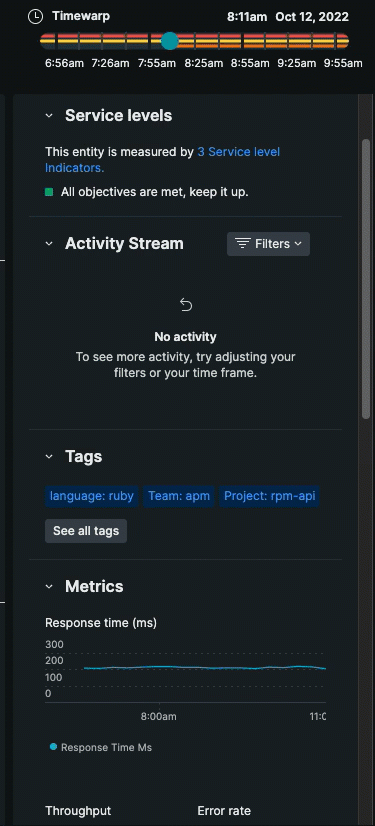 Timewarp
8:11am Oct 12, 2022
6:56am 7:26am 7:55am 8:25am 8:55am 9:25am 9:55am
Service levels
This entity is measured by 3 Service level
Indicators.
All objectives are met, keep it up.
Activity Stream
Filters
No activity
To see more activity, try adjusting your
filters or your time frame.
Tags
language: ruby Team: apm Project: rpm-api
See all tags
Metrics
Response time (ms)
300
200
100
0
8:00am 11:0
Response Time Ms
Throughput Error rate